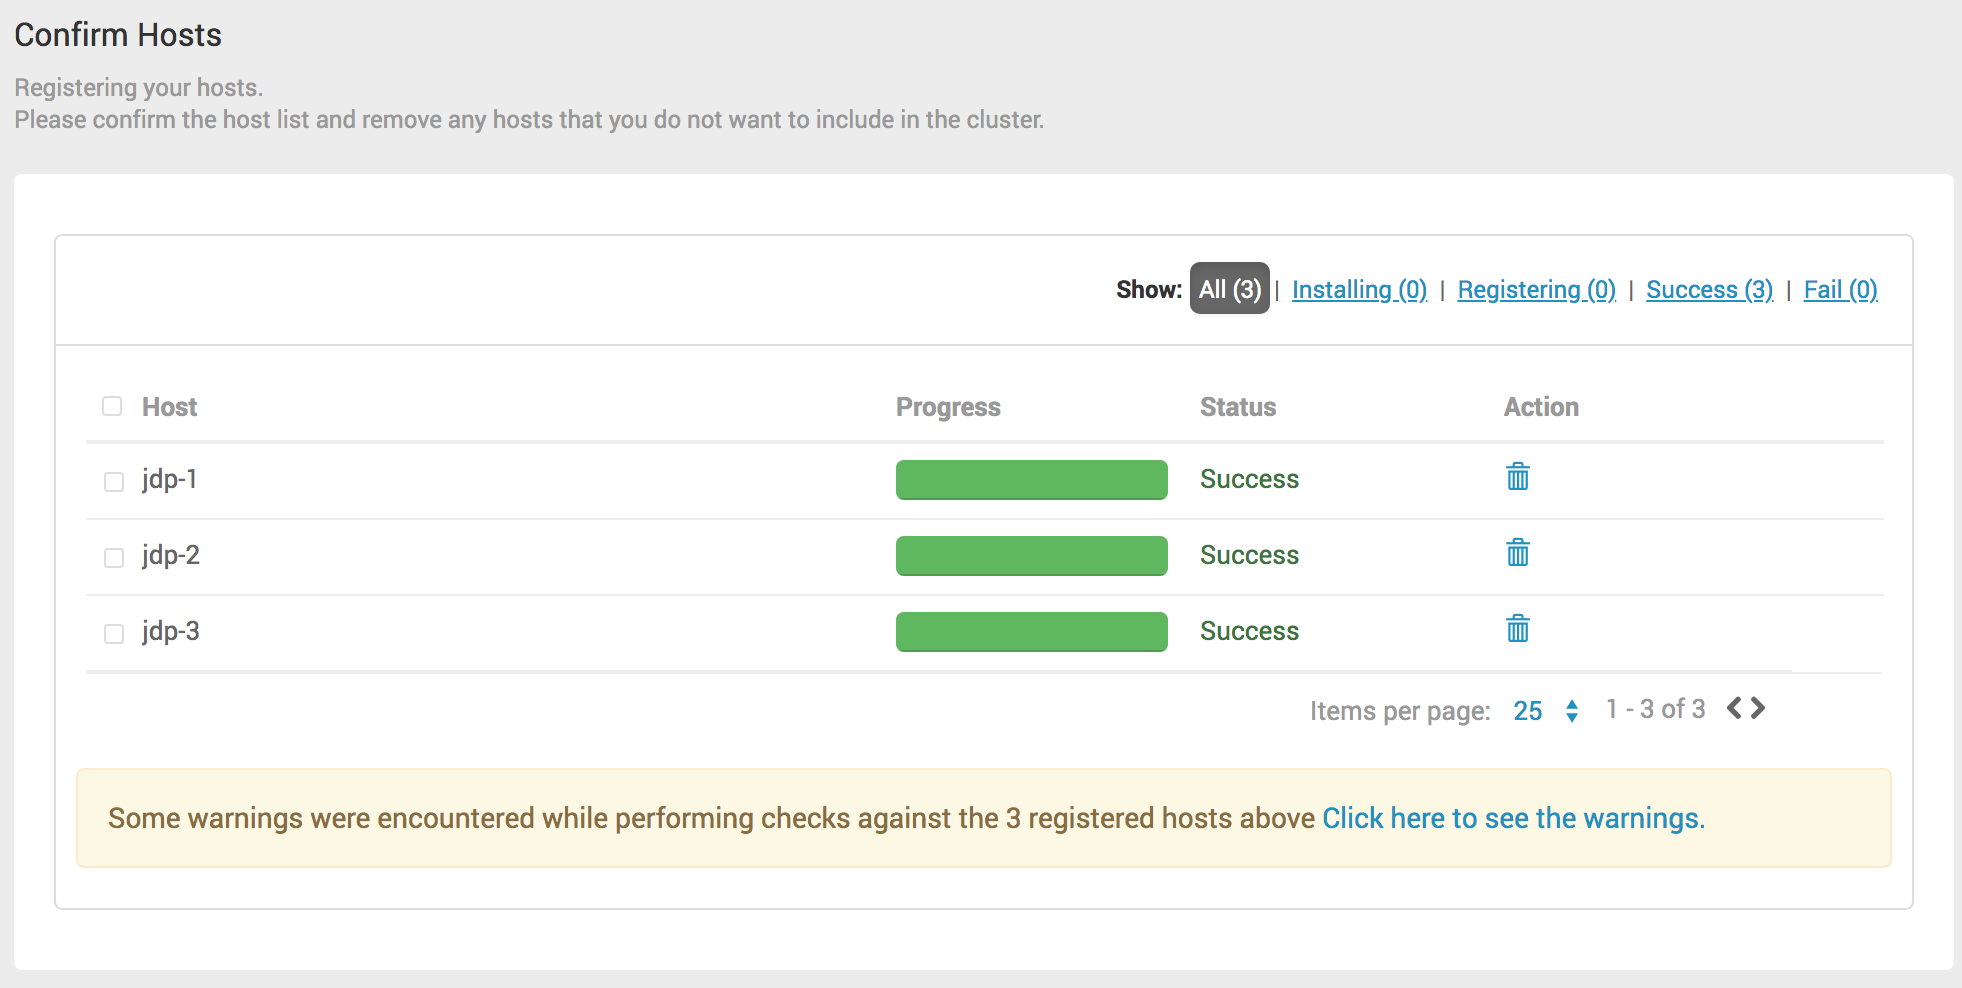 Confirm Hosts
Registering your hosts.
Please confirm the host list and remove any hosts that you do not want to include in the cluster.
Show: All (3) | Installing (0) | Registering (0) | Success (3) | Fail (0)
Host Progress Status Action
jdp-1 Success
jdp-2 Success
jdp-3 Success
Items per page: 25 1 - 3 of 3
Some warnings were encountered while performing checks against the 3 registered hosts above Click here to see the warnings.